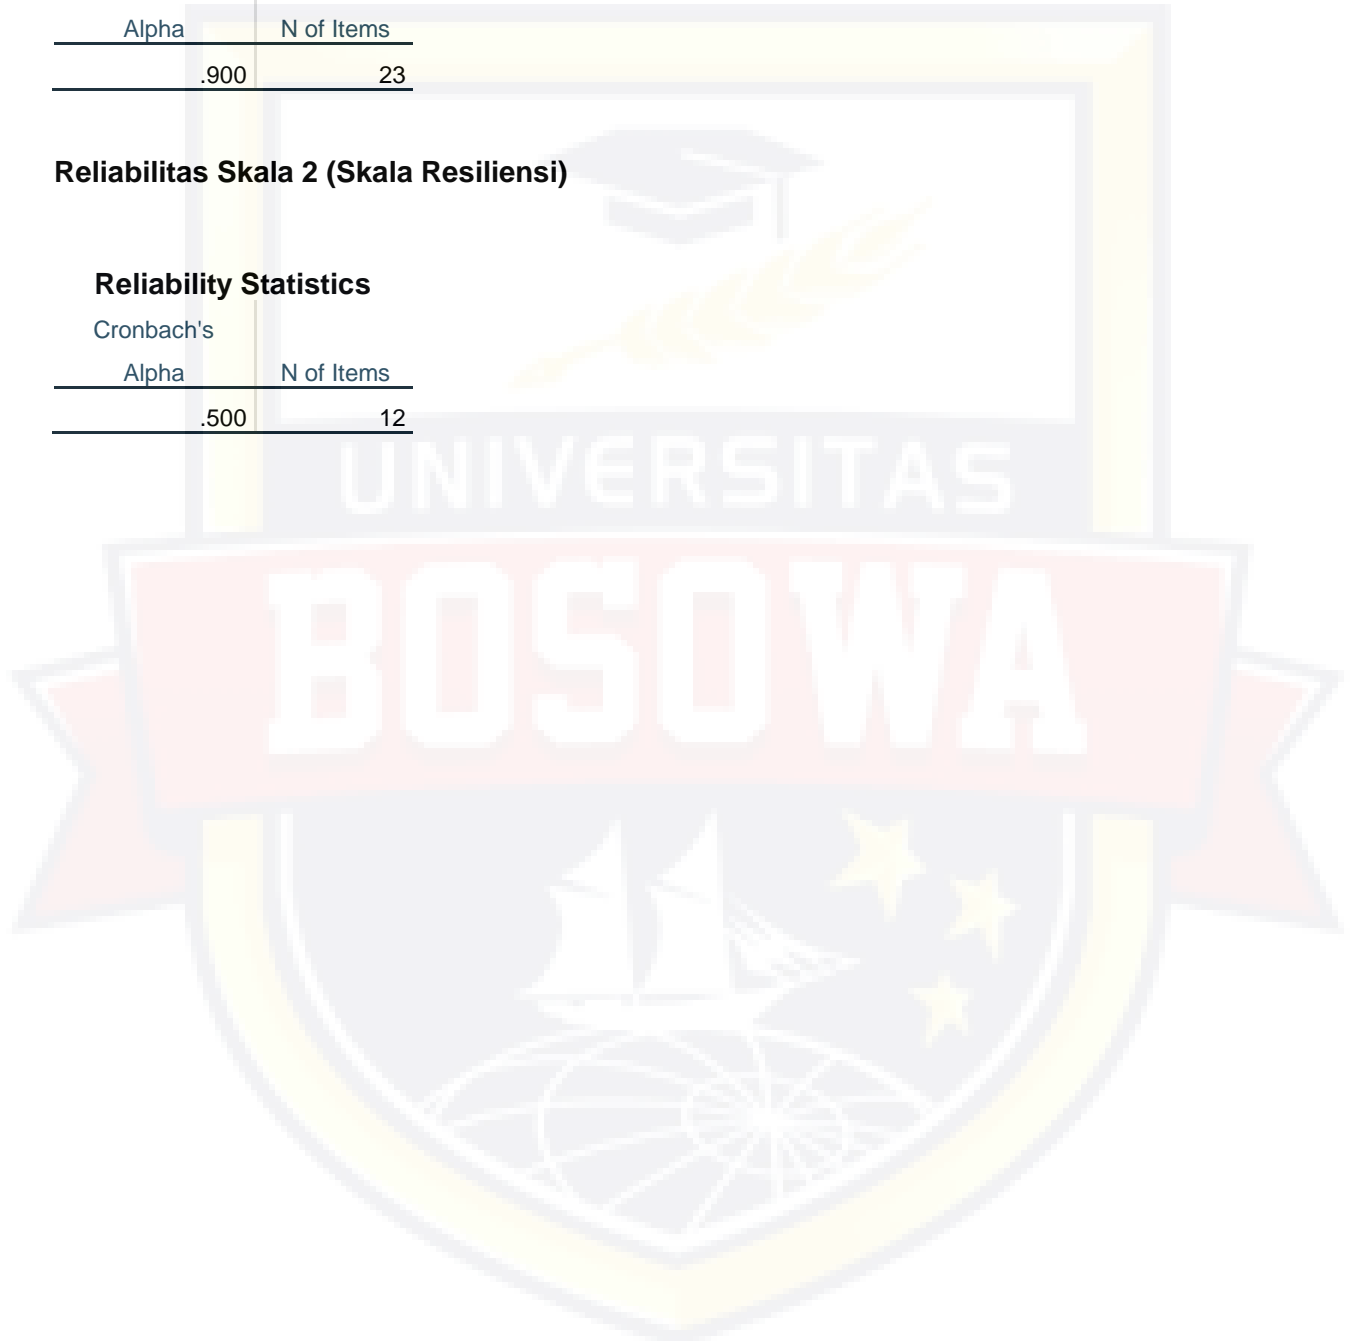 Alpha N of Items
.900 23
Reliabilitas Skala 2 (Skala Resiliensi)
Reliability Statistics
Cronbach's
Alpha N of Items
.500 12
UNIVERSITAS
BOSOWA